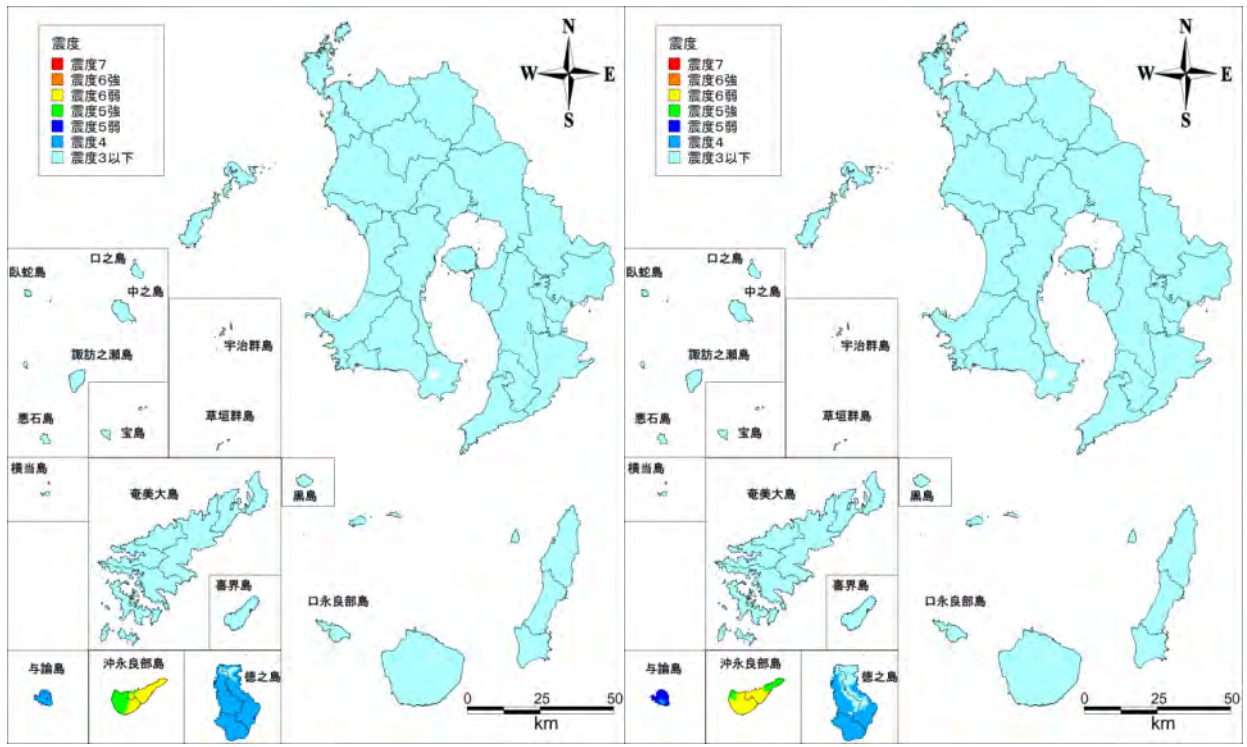 震度
震度7
震度6強
震度6弱
震度5強
震度5弱
震度4
震度3以下
N
W
E
S
口之島
臥蛇島
中之島
諏訪之瀬島
悪石島
宝島
宇治群島
草垣群島
横当島
奄美大島
黒島
喜界島
口永良部島
与論島
沖永良部島
徳之島
0 25 50
km
震度
震度7
震度6強
震度6弱
震度5強
震度5弱
震度4
震度3以下
N
W
E
S
口之島
臥蛇島
中之島
諏訪之瀬島
悪石島
宝島
宇治群島
草垣群島
横当島
奄美大島
黒島
喜界島
口永良部島
与論島
沖永良部島
徳之島
0 25 50
km